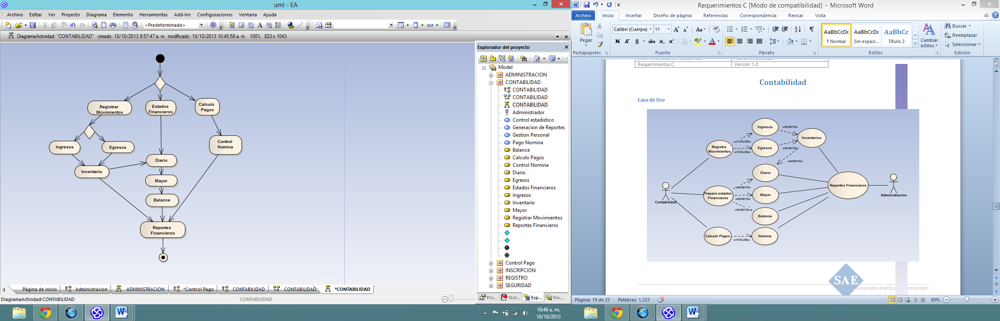 uml - EA
Archivo Editar Ver Proyecto Diagrama Elemento Herramientas Add-Ins Configuraciones Ventana Ayuda
<Predeterminado>
DiagramaActividad: "CONTABILIDAD" creado: 10/10/2013 9:57:47 a. m. modificado: 10/10/2013 10:45:58 a. m. 100% 823 x 1043
Registrar
Movimientos
Estados
Financieros
Calculo
Pagos
Ingresos
Egresos
Control
Nomina
Inventario
Diario
Mayor
Balance
Reportes
Financieros
Explorador del proyecto
Model
ADMINISTRACION
CONTABILIDAD
CONTABILIDAD
CONTABILIDAD
CONTABILIDAD
Administrador
Control estadistico
Generacion de Reportes
Gestion Personal
Pago Nomina
Balance
Calculo Pagos
Control Nomina
Diario
Egresos
Estados Financieros
Ingresos
Inventario
Mayor
Registrar Movimientos
Reportes Financieros
Control Pago
INSCRIPCION
REGISTRO
SEGURIDAD
Pro... Not... Exp... Rec...
Página de inicio Administracion ADMINISTRACION *Control Pago CONTABILIDAD CONTABILIDAD *CONTABILIDAD
DiagramaActividad:CONTABILIDAD CONTABILIDAD
10:46 a. m.
10/10/2013
Requerimientos C [Modo de compatibilidad] - Microsoft Word
Archivo Inicio Insertar Diseño de página Referencias Correspondencia Revisar Vista
Pegar
Portapapeles
Calibri (Cuerpo) 11
N K S abc x₂ x²
Fuente
Párrafo
AaBbCcDc AaBbCcDc AaBbCc
¶ Normal Sin espaci... Título 2
Cambiar
estilos
Estilos
Buscar
Reemplazar
Seleccionar
Edición
Requerimientos C Versión: 1.0
Contabilidad
Caso de Uso
Ingresos
«extend»
Inventarios
«include»
Registra
Movimientos
Egresos
«include»
«extend»
«extend»
Diario
Contabilidad
«extend»
Prepara estados
Financieros
Mayor
«extend»
«extend»
Balance
Reportes Financieros
Administracion
Calculo Pagos
«include»
Nomina
SAE
Página: 19 de 23 Palabras: 1,323 80%